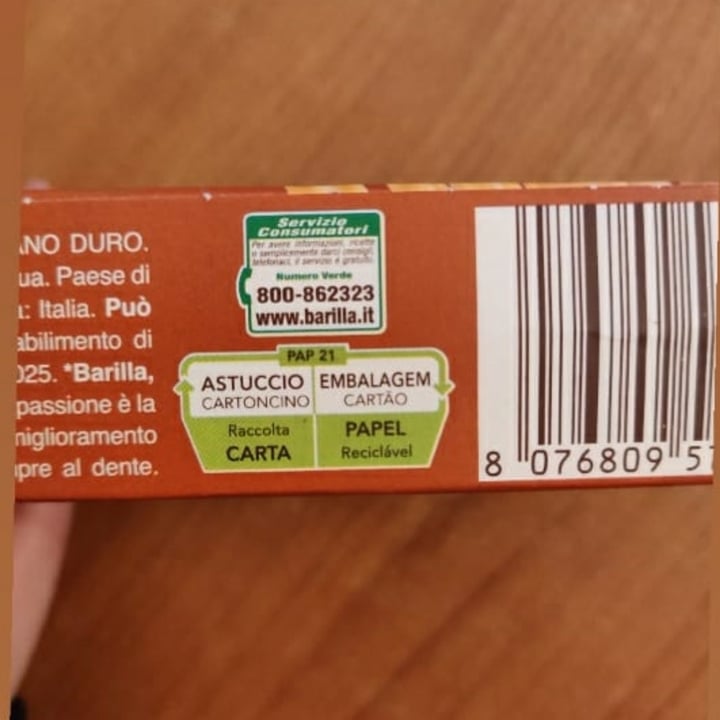 ANO DURO.
ua. Paese di
: Italia. Può
abilimento di
025. *Barilla,
passione è la
miglioramento
pre al dente.
Servizio
Consumatori
Per avere informazioni, ricette
o semplicemente darci consigli,
telefonaci, il servizio è gratuito.
Numero Verde
800-862323
www.barilla.it
PAP 21
ASTUCCIO
CARTONCINO
Raccolta
CARTA
EMBALAGEM
CARTÃO
PAPEL
Reciclável
8 076809 5